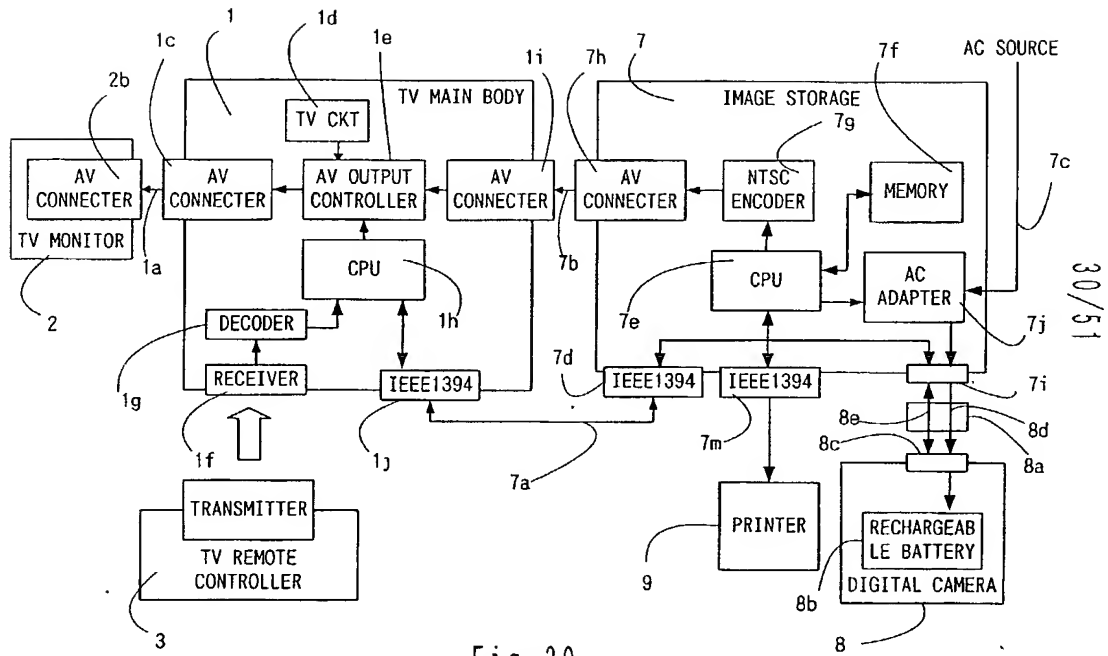 1d
1c
1
1e
1i
7h
7
7f
AC SOURCE
2b
TV MAIN BODY
IMAGE STORAGE
7g
TV CKT
7c
AV CONNECTER
AV CONNECTER
AV OUTPUT CONTROLLER
AV CONNECTER
AV CONNECTER
NTSC ENCODER
MEMORY
TV MONITOR
1a
7b
CPU
CPU
AC ADAPTER
2
1h
7e
7j
DECODER
30/51
1g
RECEIVER
IEEE1394
7d
IEEE1394
IEEE1394
7i
8e
8d
1f
1j
7a
7m
8c
8a
TRANSMITTER
PRINTER
RECHARGEAB
LE BATTERY
TV REMOTE
CONTROLLER
9
8b
DIGITAL CAMERA
3
8